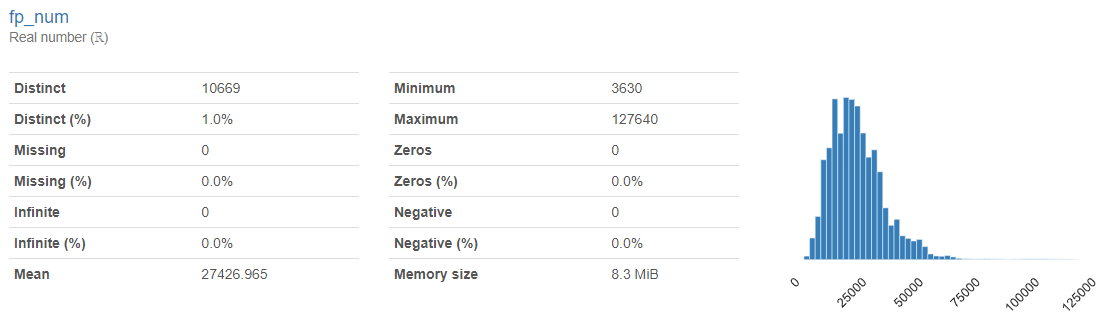 fp_num
Real number (ℝ)
Distinct 10669
Distinct (%) 1.0%
Missing 0
Missing (%) 0.0%
Infinite 0
Infinite (%) 0.0%
Mean 27426.965
Minimum 3630
Maximum 127640
Zeros 0
Zeros (%) 0.0%
Negative 0
Negative (%) 0.0%
Memory size 8.3 MiB
0 25000 50000 75000 100000 125000